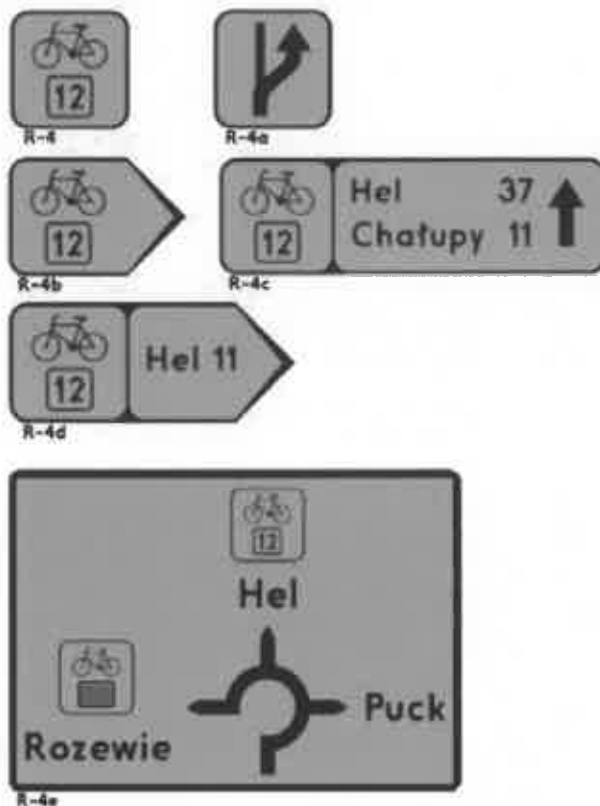 12
R-4
R-4a
12
R-4b
12
Hel 37
Chałupy 11
R-4c
12
Hel 11
R-4d
12
Hel
Puck
Rozewie
R-4e